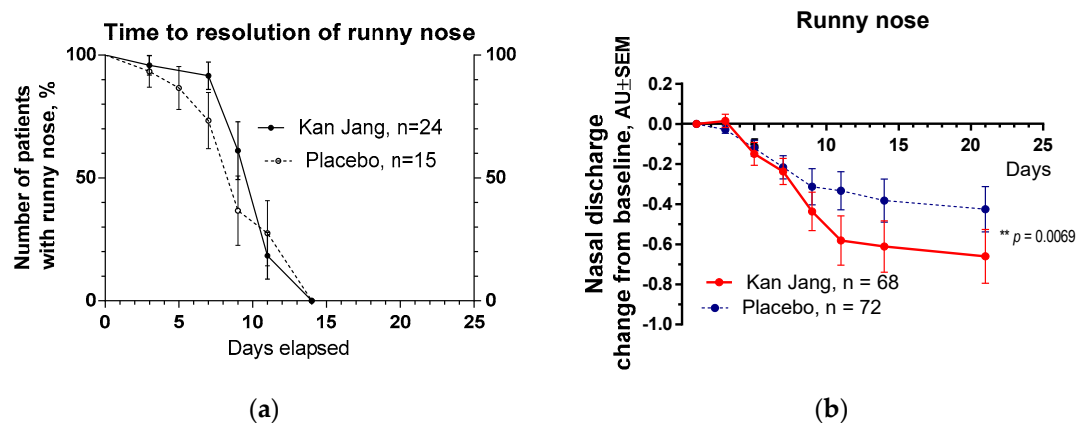 Time to resolution of runny nose
Number of patients
with runny nose, %
100
50
0
100
50
0
Kan Jang, n=24
Placebo, n=15
0 5 10 15 20 25
Days elapsed
(a)
Runny nose
Nasal discharge
change from baseline, AU±SEM
0.2
0.0
-0.2
-0.4
-0.6
-0.8
-1.0
5 10 15 20 25
Days
** p = 0.0069
Kan Jang, n = 68
Placebo, n = 72
(b)